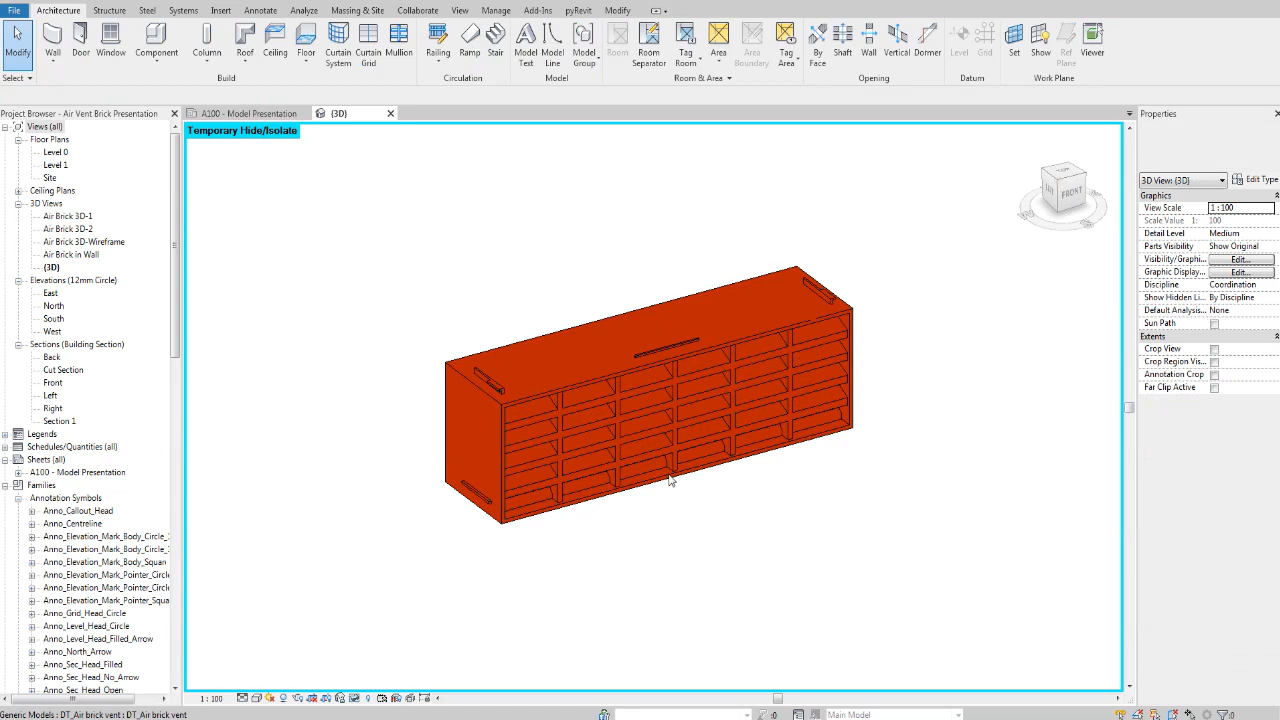 File Architecture Structure Steel Systems Insert Annotate Analyze Massing & Site Collaborate View Manage Add-Ins pyRevit Modify
Modify Wall Door Window Component Column Roof Ceiling Floor Curtain System Curtain Grid Mullion Railing Ramp Stair Model Text Model Line Model Group Room Room Separator Tag Room Area Area Boundary Tag Area By Face Shaft Wall Vertical Dormer Level Grid Set Show Ref Plane Viewer
Select Build Circulation Model Room & Area Opening Datum Work Plane
Project Browser - Air Vent Brick Presentation
A100 - Model Presentation
(3D)
Properties
Temporary Hide/Isolate
Views (all)
Floor Plans
Level 0
Level 1
Site
Ceiling Plans
3D Views
Air Brick 3D-1
Air Brick 3D-2
Air Brick 3D-Wireframe
Air Brick in Wall
(3D)
Elevations (12mm Circle)
East
North
South
West
Sections (Building Section)
Back
Cut Section
Front
Left
Right
Section 1
Legends
Schedules/Quantities (all)
Sheets (all)
A100 - Model Presentation
Families
Annotation Symbols
Anno_Callout_Head
Anno_Centreline
Anno_Elevation_Mark_Body_Circle_
Anno_Elevation_Mark_Body_Circle_
Anno_Elevation_Mark_Body_Square
Anno_Elevation_Mark_Pointer_Circl
Anno_Elevation_Mark_Pointer_Circl
Anno_Elevation_Mark_Pointer_Squa
Anno_Grid_Head_Circle
Anno_Level_Head_Circle
Anno_Level_Head_Filled_Arrow
Anno_North_Arrow
Anno_Sec_Head_Filled
Anno_Sec_Head_No_Arrow
Anno_Sec_Head_Open
TOP
FRONT
3D View: {3D} Edit Type
Graphics
View Scale 1 : 100
Scale Value 1: 100
Detail Level Medium
Parts Visibility Show Original
Visibility/Graphi... Edit...
Graphic Display... Edit...
Discipline Coordination
Show Hidden Li... By Discipline
Default Analysis... None
Sun Path
Extents
Crop View
Crop Region Vis...
Annotation Crop
Far Clip Active
1 : 100
Generic Models : DT_Air brick vent : DT_Air brick vent
:0
Main Model
:0